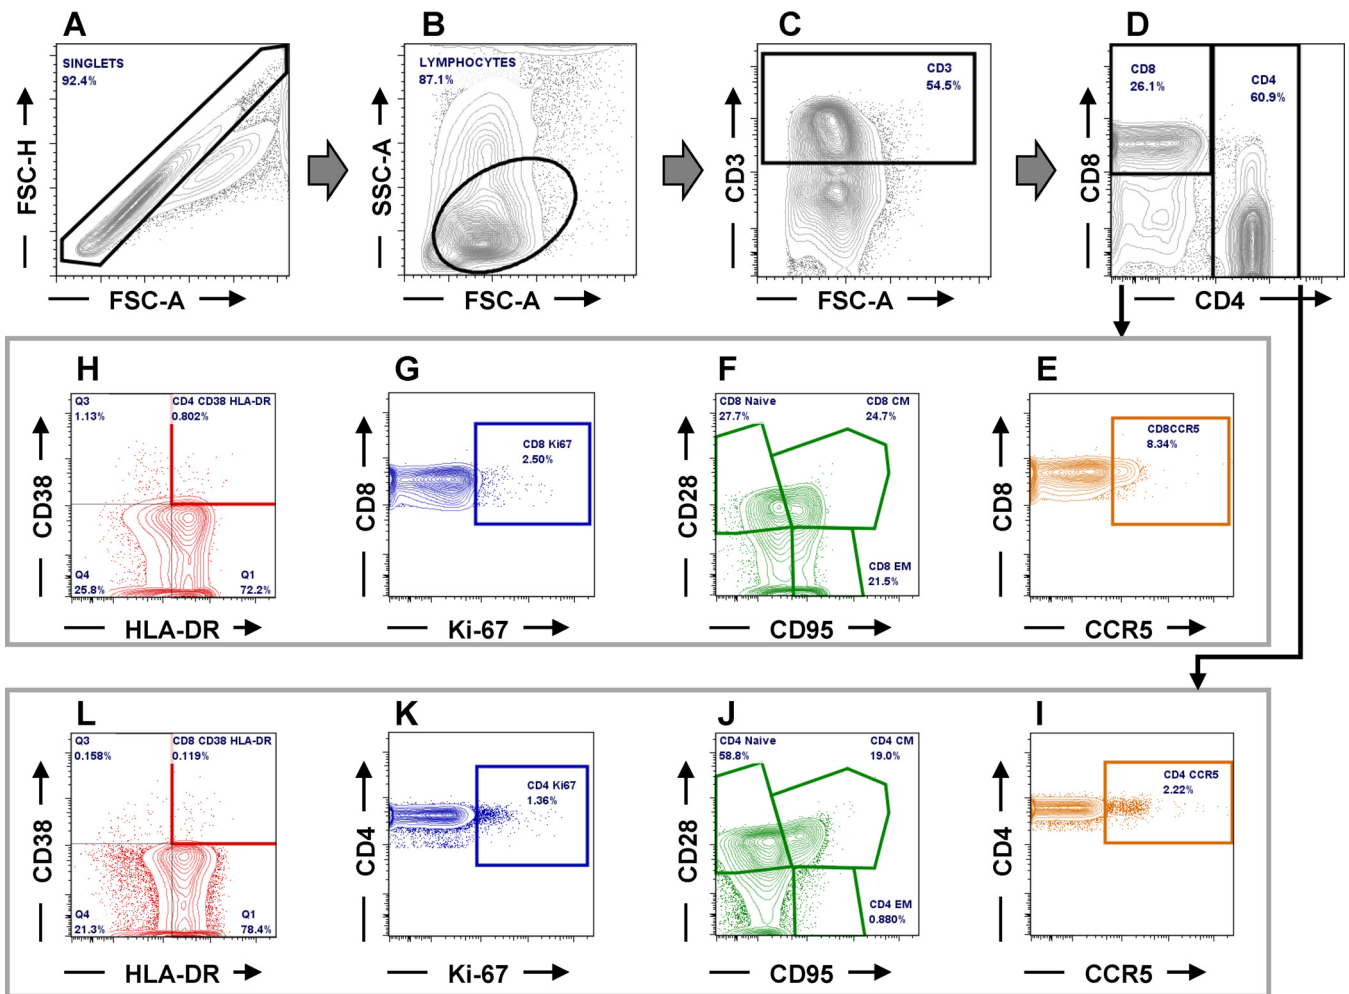 A
B
C
D
SINGLETS
92.4%
LYMPHOCYTES
87.1%
CD3
54.5%
CD8
26.1%
CD4
60.9%
FSC-H
SSC-A
CD3
CD8
FSC-A
FSC-A
FSC-A
CD4
H
G
F
E
Q3
1.13%
CD4 CD38 HLA-DR
0.802%
Q4
25.8%
Q1
72.2%
CD8 Ki67
2.50%
CD8 Naive
27.7%
CD8 CM
24.7%
CD8 EM
21.5%
CD8CCR5
8.34%
CD38
CD8
CD28
CD8
HLA-DR
Ki-67
CD95
CCR5
L
K
J
I
Q3
0.158%
CD8 CD38 HLA-DR
0.119%
Q4
21.3%
Q1
78.4%
CD4 Ki67
1.36%
CD4 Naive
58.8%
CD4 CM
19.0%
CD4 EM
0.880%
CD4 CCR5
2.22%
CD38
CD4
CD28
CD4
HLA-DR
Ki-67
CD95
CCR5